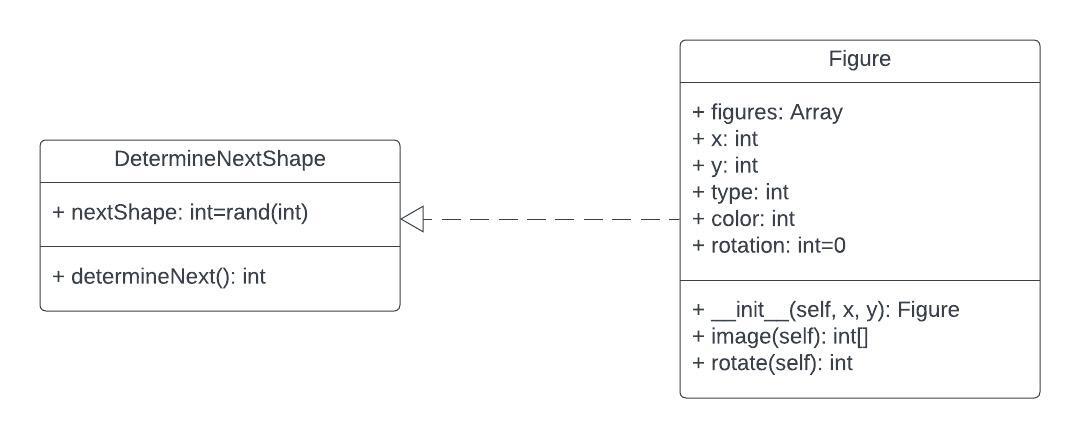 DetermineNextShape
+ nextShape: int=rand(int)
+ determineNext(): int
Figure
+ figures: Array
+ x: int
+ y: int
+ type: int
+ color: int
+ rotation: int=0
+ __init__(self, x, y): Figure
+ image(self): int[]
+ rotate(self): int